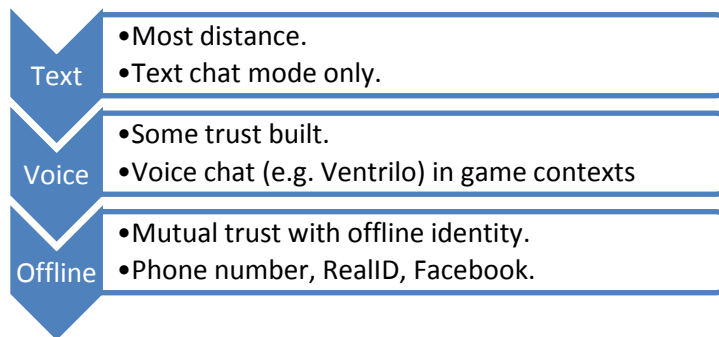 Text
•Most distance.
•Text chat mode only.
Voice
•Some trust built.
•Voice chat (e.g. Ventrilo) in game contexts
Offline
•Mutual trust with offline identity.
•Phone number, RealID, Facebook.